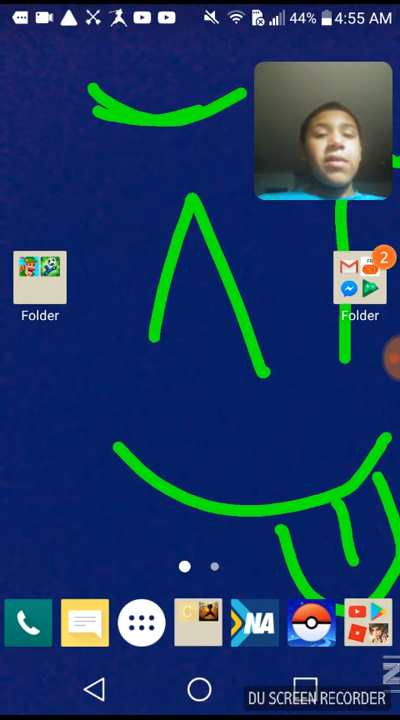 44% 4:55 AM
2
Folder
Folder
C
NA
DU SCREEN RECORDER